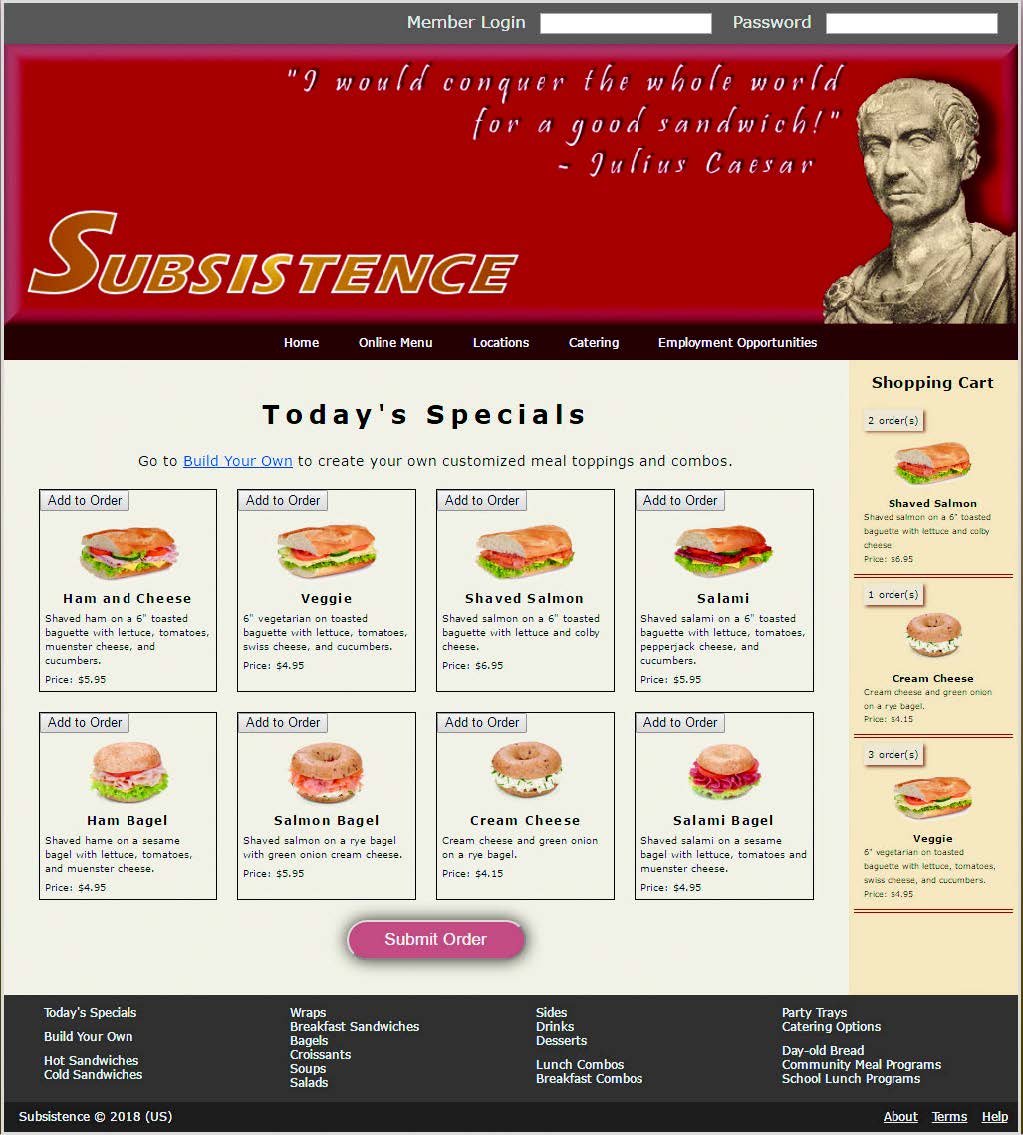 Member Login
Password
"I would conquer the whole world
for a good sandwich!"
~ Julius Caesar
SUBSISTENCE
Home Online Menu Locations Catering Employment Opportunities
Today's Specials
Go to Build Your Own to create your own customized meal toppings and combos.
Add to Order
Ham and Cheese
Shaved ham on a 6" toasted
baguette with lettuce, tomatoes,
muenster cheese, and
cucumbers.
Price: $5.95
Add to Order
Veggie
6" vegetarian on toasted
baguette with lettuce, tomatoes,
swiss cheese, and cucumbers.
Price: $4.95
Add to Order
Shaved Salmon
Shaved salmon on a 6" toasted
baguette with lettuce and colby
cheese.
Price: $6.95
Add to Order
Salami
Shaved salami on a 6" toasted
baguette with lettuce, tomatoes,
pepperjack cheese, and
cucumbers.
Price: $5.95
Add to Order
Ham Bagel
Shaved hame on a sesame
bagel with lettuce, tomatoes,
and muenster cheese.
Price: $4.95
Add to Order
Salmon Bagel
Shaved salmon on a rye bagel
with green onion cream cheese.
Price: $5.95
Add to Order
Cream Cheese
Cream cheese and green onion
on a rye bagel.
Price: $4.15
Add to Order
Salami Bagel
Shaved salami on a sesame
bagel with lettuce, tomatoes and
muenster cheese.
Price: $4.95
Submit Order
Shopping Cart
2 order(s)
Shaved Salmon
Shaved salmon on a 6" toasted
baguette with lettuce and colby
cheese
Price: $6.95
1 order(s)
Cream Cheese
Cream cheese and green onion
on a rye bagel.
Price: $4.15
3 order(s)
Veggie
6" vegetarian on toasted
baguette with lettuce, tomatoes,
swiss cheese, and cucumbers.
Price: $4.95
Today's Specials
Build Your Own
Hot Sandwiches
Cold Sandwiches
Wraps
Breakfast Sandwiches
Bagels
Croissants
Soups
Salads
Sides
Drinks
Desserts
Lunch Combos
Breakfast Combos
Party Trays
Catering Options
Day-old Bread
Community Meal Programs
School Lunch Programs
Subsistence © 2018 (US)
About Terms Help